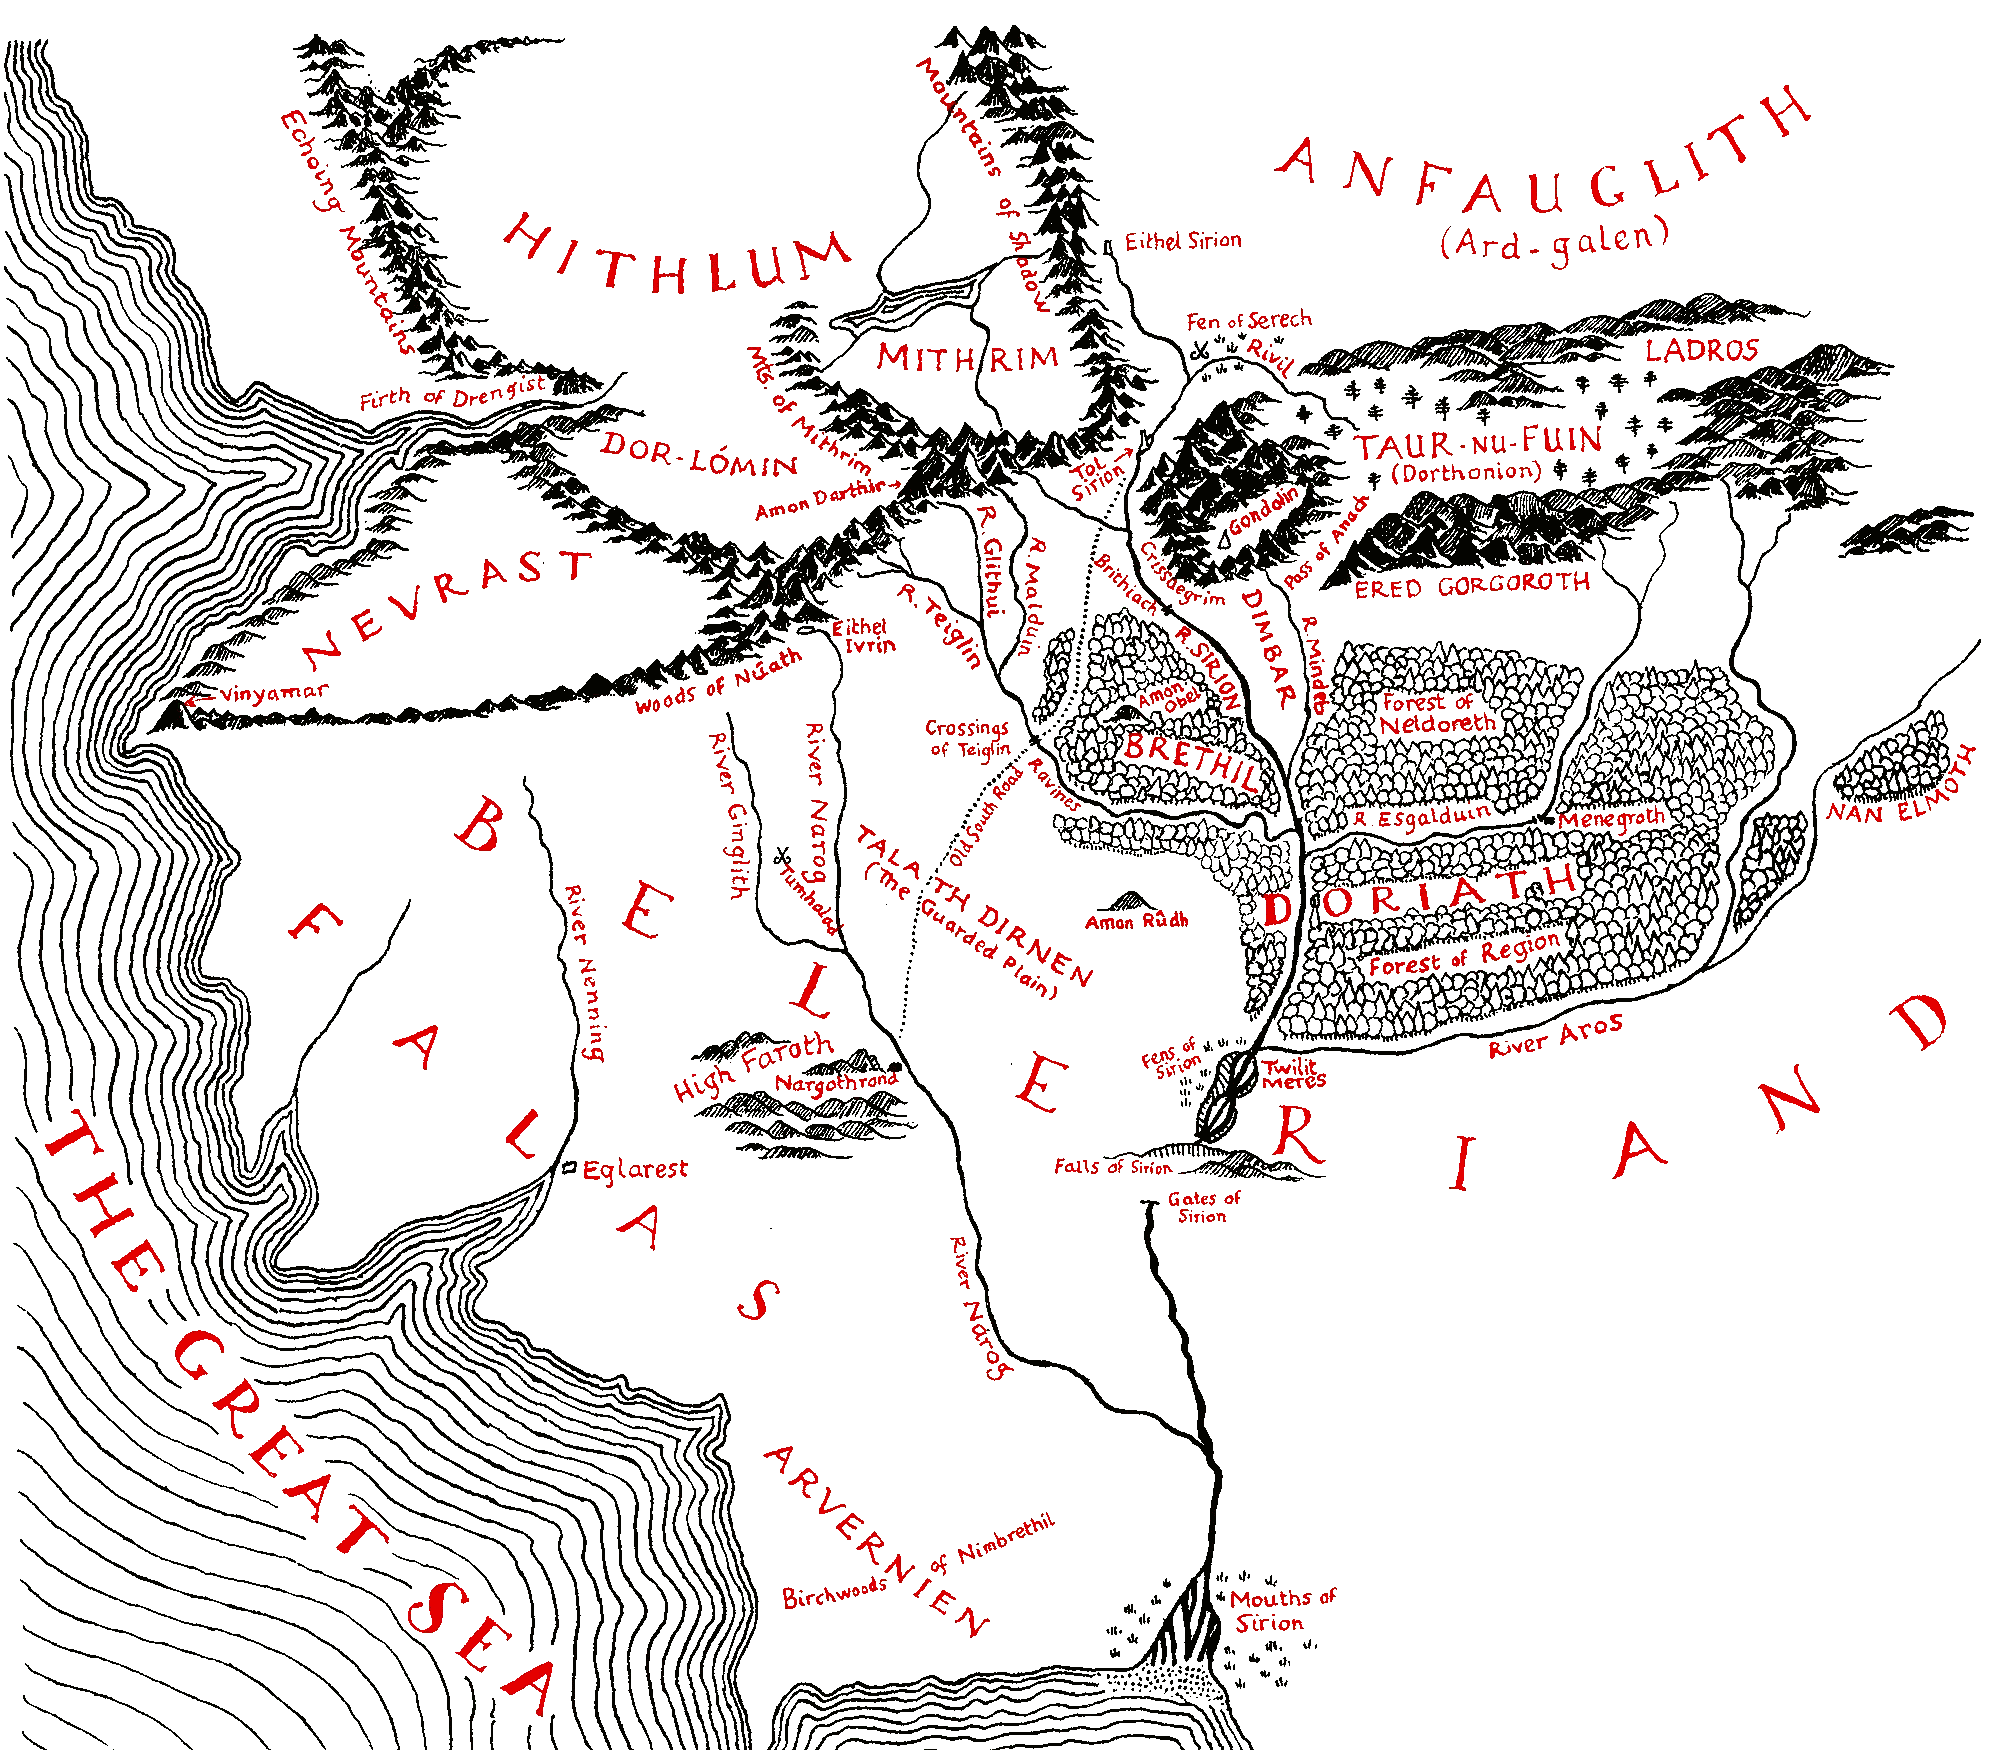 Echoing Mountains
HITHLUM
Mountains of Shadow
ANFAUGLITH
(Ard-galen)
Eithel Sirion
Fen of Serech
Rivil
LADROS
MITHRIM
Mts. of Mithrim
Firth of Drengist
DOR-LÓMIN
Amon Darthir
Tol
Sirion
TAUR-NU-FUIN
(Dorthonion)
Gondolin
Pass of Anach
Crissaegrim
ERED GORGOROTH
NEVRAST
Vinyamar
Woods of Núath
Eithel
Ivrin
R. Teiglin
R. Glithui
R. Malduin
Brithiach
R. SIRION
DIMBAR
R. Mindeb
Forest of
Neldoreth
Amon
Obel
BRETHIL
Crossings
of Teiglin
Ravines
Old South Road
River Ginglith
River Narog
Tumhalad
TALATH DIRNEN
(The Guarded Plain)
R Esgalduin
Menegroth
NAN ELMOTH
DORIATH
Amon Rûdh
Forest of Region
River Aros
BELERIAND
FALAS
River Nenning
High Faroth
Nargothrond
Fens of
Sirion
Twilit
Meres
Falls of Sirion
Gates of
Sirion
Eglarest
River Narog
THE GREAT SEA
ARVERNIEN
Birchwoods of Nimbrethil
Mouths of
Sirion